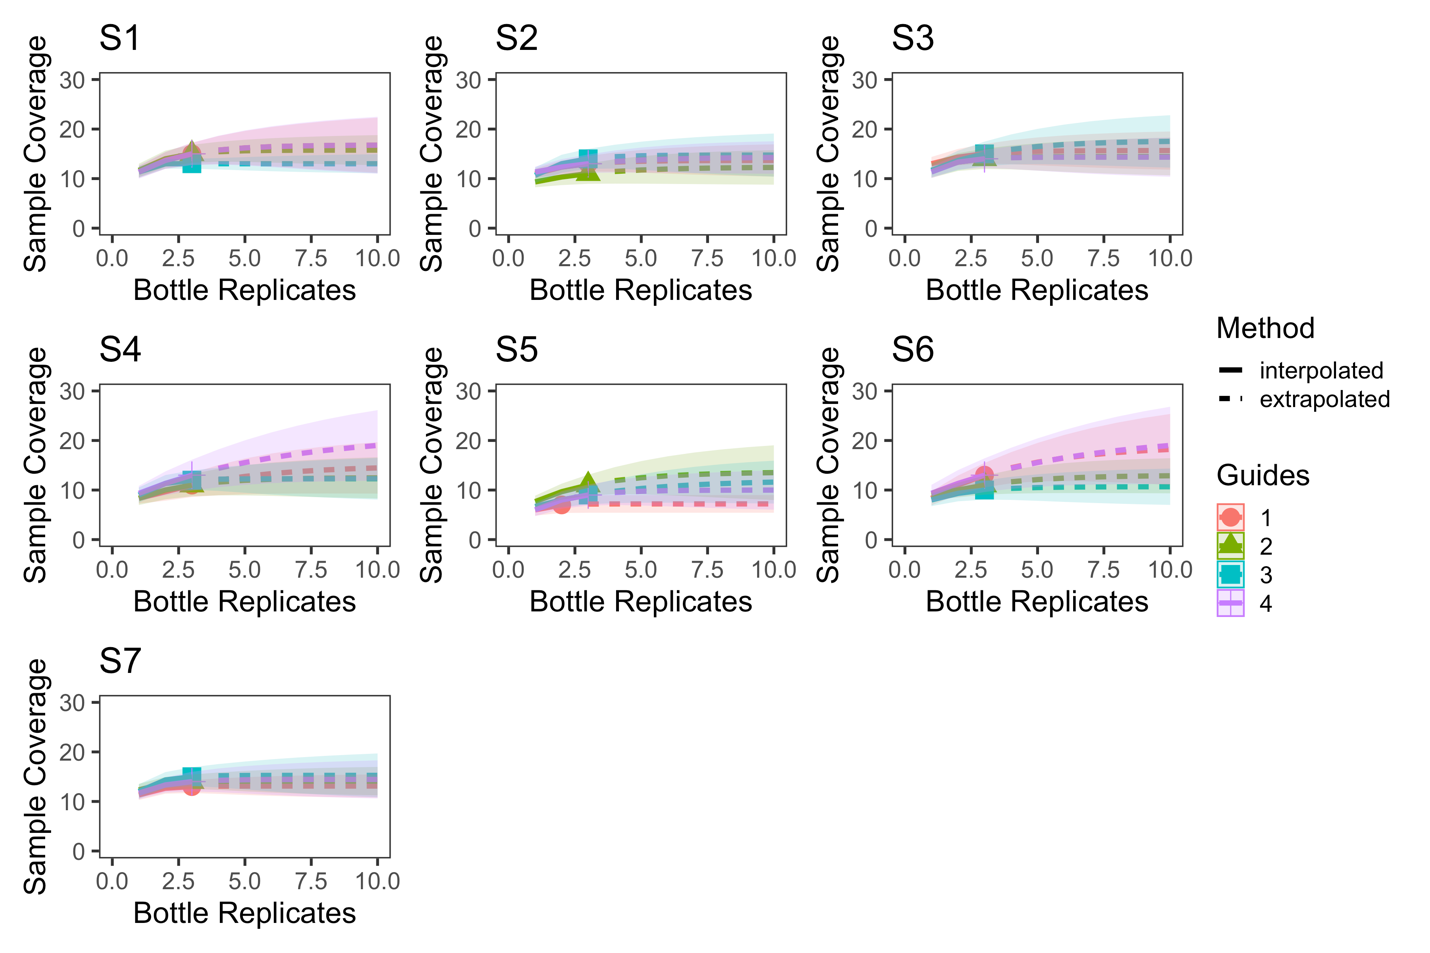 S1
S2
S3
Sample Coverage
30
20
10
0
0.0 2.5 5.0 7.5 10.0
Bottle Replicates
Sample Coverage
30
20
10
0
0.0 2.5 5.0 7.5 10.0
Bottle Replicates
Sample Coverage
30
20
10
0
0.0 2.5 5.0 7.5 10.0
Bottle Replicates
S4
S5
S6
Sample Coverage
30
20
10
0
0.0 2.5 5.0 7.5 10.0
Bottle Replicates
Sample Coverage
30
20
10
0
0.0 2.5 5.0 7.5 10.0
Bottle Replicates
Sample Coverage
30
20
10
0
0.0 2.5 5.0 7.5 10.0
Bottle Replicates
S7
Sample Coverage
30
20
10
0
0.0 2.5 5.0 7.5 10.0
Bottle Replicates
Method
interpolated
extrapolated
Guides
1
2
3
4